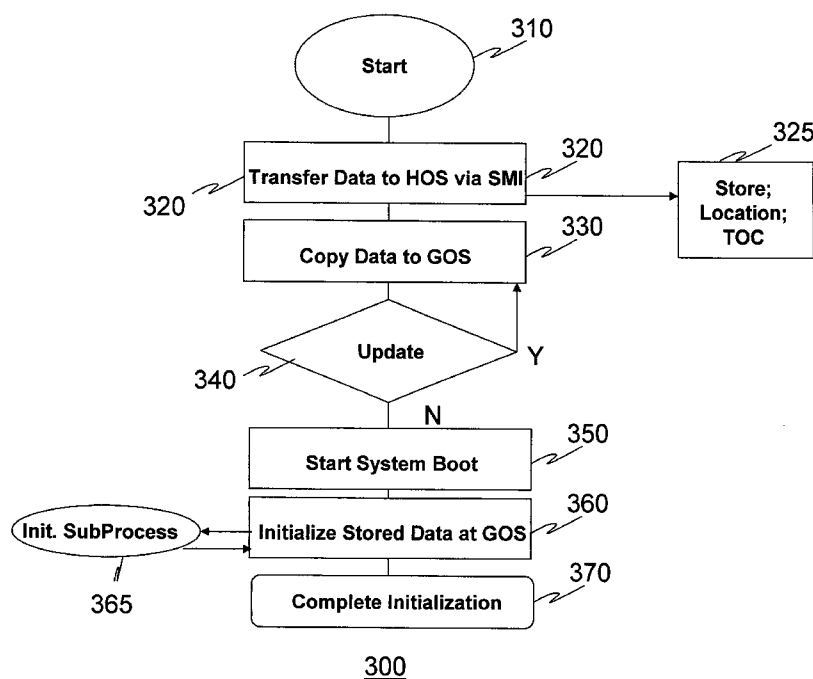 310
Start
325
320
320
Transfer Data to HOS via SMI
Store;
Location;
TOC
330
Copy Data to GOS
Update
340
Y
N
350
Start System Boot
360
Init. SubProcess
Initialize Stored Data at GOS
365
370
Complete Initialization
300